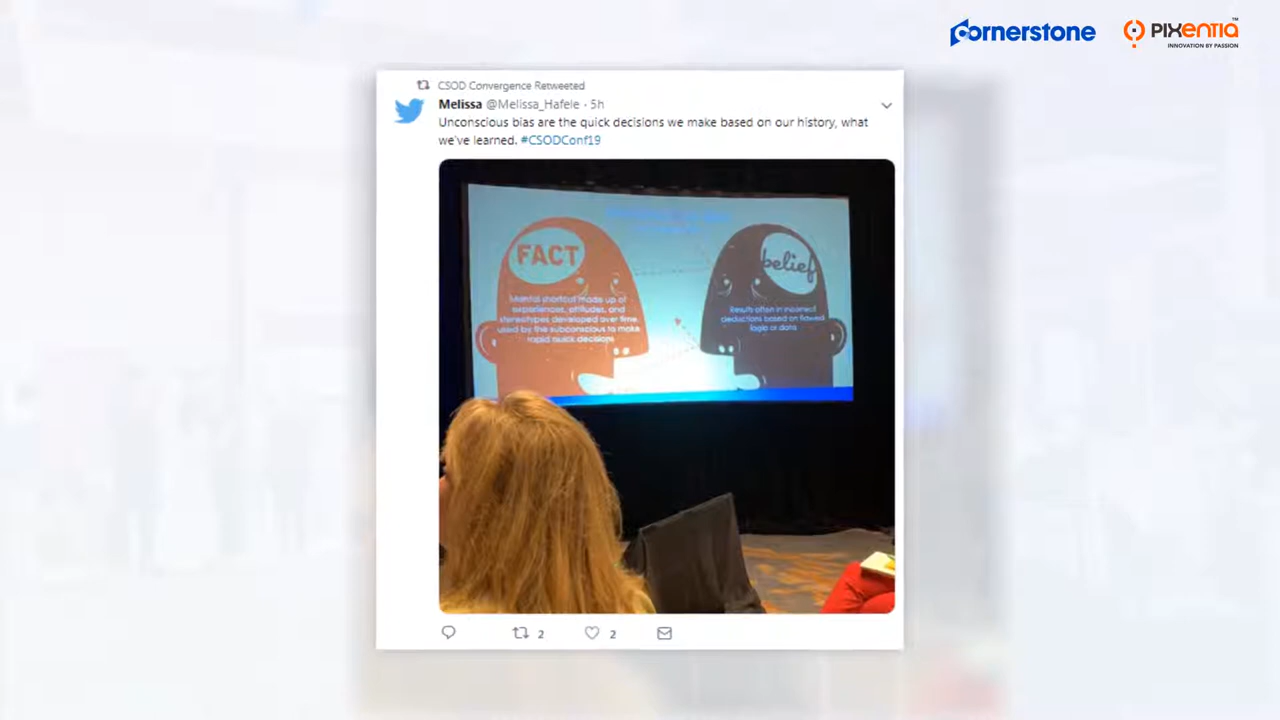 Cornerstone
PIXENTIA
TM
INNOVATION BY PASSION
CSOD Convergence Retweeted
Melissa @Melissa_Hafele · 5h
Unconscious bias are the quick decisions we make based on our history, what
we've learned. #CSODConf19
FACT
Mental shortcut made up of
experiences, attitudes, and
stereotypes developed over time
used by the subconscious to make
rapid quick decisions
belief
Results often in incorrect
deductions based on flawed
logic or data
2
2